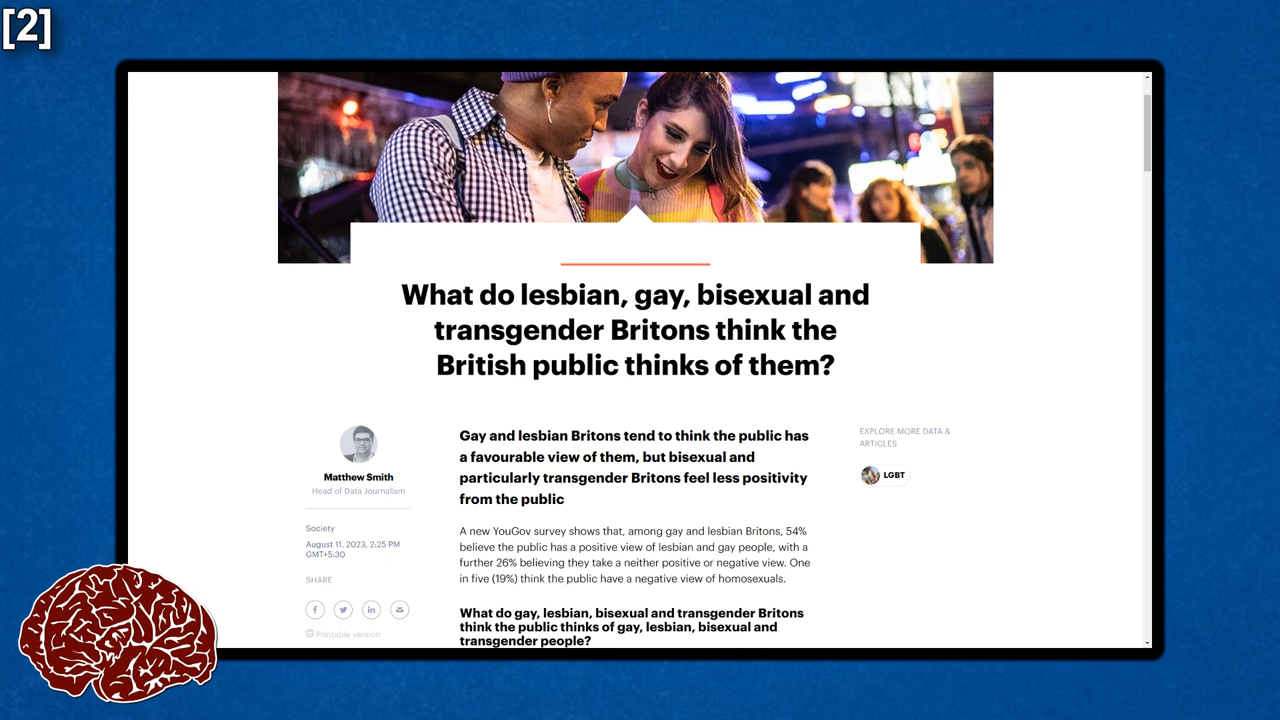 [2]
What do lesbian, gay, bisexual and
transgender Britons think the
British public thinks of them?
Matthew Smith
Head of Data Journalism
Society
August 11, 2023, 2:25 PM
GMT+5:30
SHARE
Printable version
Gay and lesbian Britons tend to think the public has
a favourable view of them, but bisexual and
particularly transgender Britons feel less positivity
from the public
A new YouGov survey shows that, among gay and lesbian Britons, 54%
believe the public has a positive view of lesbian and gay people, with a
further 26% believing they take a neither positive or negative view. One
in five (19%) think the public have a negative view of homosexuals.
What do gay, lesbian, bisexual and transgender Britons
think the public thinks of gay, lesbian, bisexual and
transgender people?
EXPLORE MORE DATA &
ARTICLES
LGBT